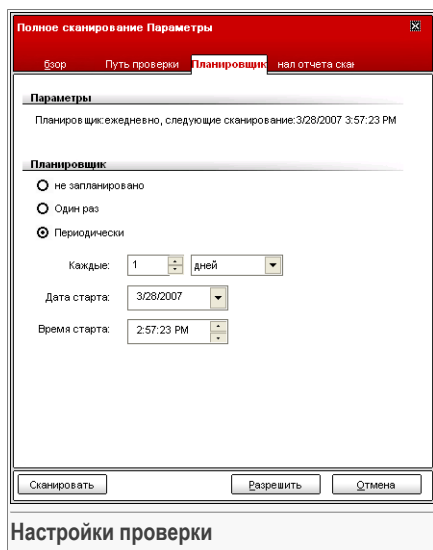 Полное сканирование Параметры
бзор Путь проверки Планировщик нал отчета скан
Параметры
Планировщик:ежедневно, следующие сканирование:3/28/2007 3:57:23 PM
Планировщик
не запланировано
Один раз
Периодически
Каждые: 1 дней
Дата старта: 3/28/2007
Время старта: 2:57:23 PM
Сканировать Разрешить Отмена
Настройки проверки